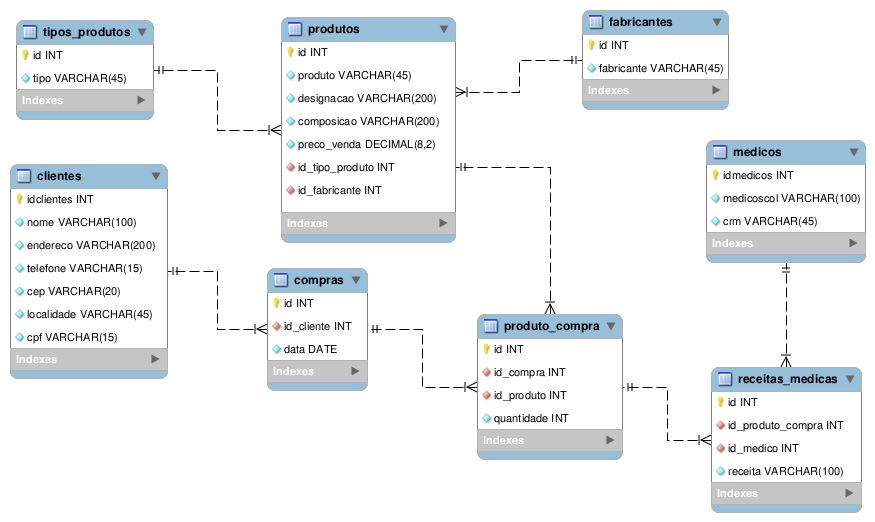 tipos_produtos
id INT
tipo VARCHAR(45)
Indexes
produtos
id INT
produto VARCHAR(45)
designacao VARCHAR(200)
composicao VARCHAR(200)
preco_venda DECIMAL(8,2)
id_tipo_produto INT
id_fabricante INT
Indexes
fabricantes
id INT
fabricante VARCHAR(45)
Indexes
clientes
idclientes INT
nome VARCHAR(100)
endereco VARCHAR(200)
telefone VARCHAR(15)
cep VARCHAR(20)
localidade VARCHAR(45)
cpf VARCHAR(15)
Indexes
compras
id INT
id_cliente INT
data DATE
Indexes
produto_compra
id INT
id_compra INT
id_produto INT
quantidade INT
Indexes
medicos
idmedicos INT
medicoscol VARCHAR(100)
crm VARCHAR(45)
Indexes
receitas_medicas
id INT
id_produto_compra INT
id_medico INT
receita VARCHAR(100)
Indexes